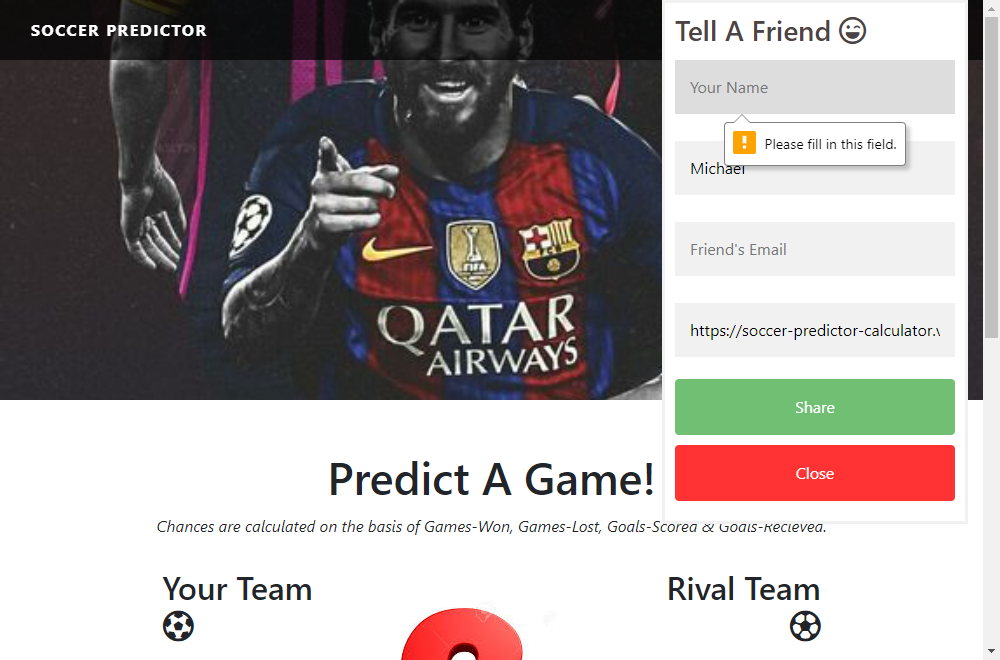 SOCCER PREDICTOR
Tell A Friend
Your Name
Please fill in this field.
Michael
Friend's Email
https://soccer-predictor-calculator.v
Share
Close
FIFA
QATAR
AIRWAYS
Predict A Game!
Chances are calculated on the basis of Games-Won, Games-Lost, Goals-Scored & Goals-Recieved.
Your Team
Rival Team